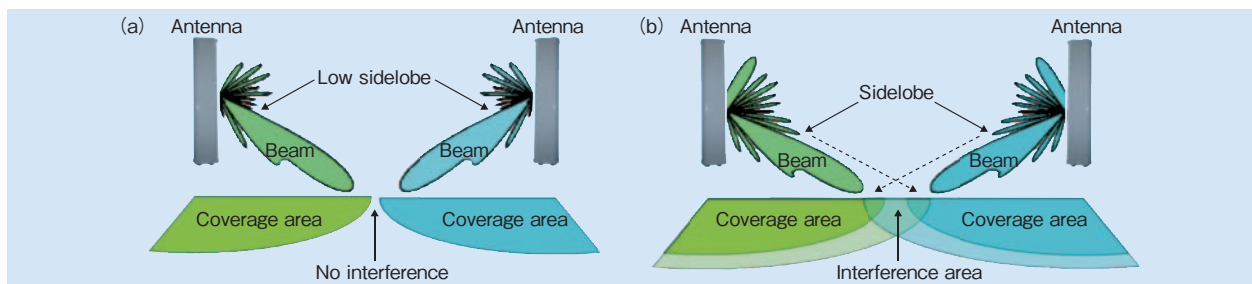 (a)
Antenna
Antenna
Low sidelobe
Beam
Beam
Coverage area
Coverage area
No interference
(b)
Antenna
Antenna
Sidelobe
Beam
Beam
Coverage area
Coverage area
Interference area